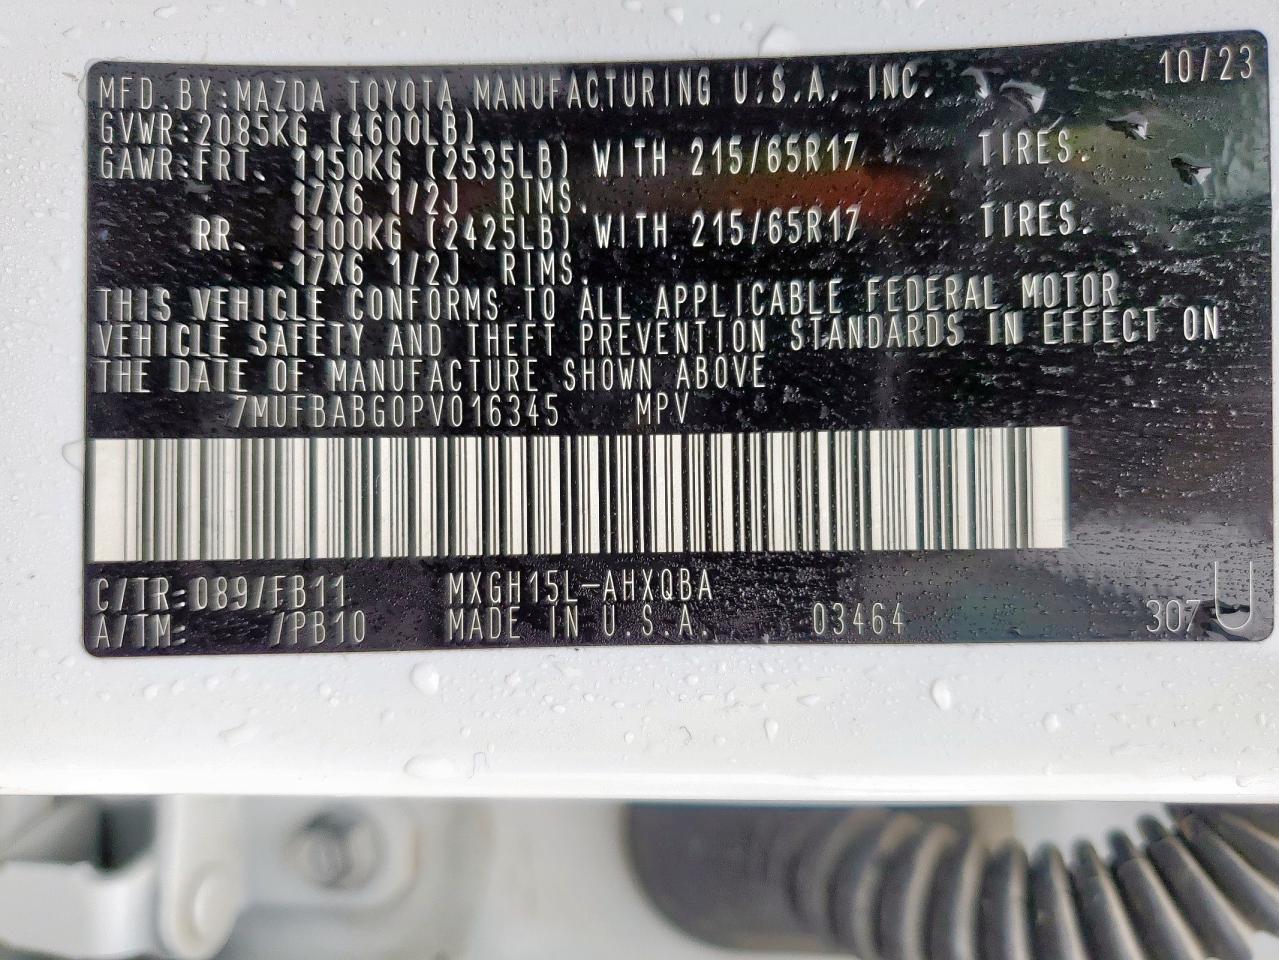 10/23
MFD.BY:MAZDA TOYOTA MANUFACTURING U.S.A. INC.
GVWR:2085KG (4600LB)
GAWR:FRT. 1150KG (2535LB) WITH 215/65R17 TIRES.
17X6 1/2J RIMS.
RR. 1100KG (2425LB) WITH 215/65R17 TIRES.
17X6 1/2J RIMS.
THIS VEHICLE CONFORMS TO ALL APPLICABLE FEDERAL MOTOR
VEHICLE SAFETY AND THEFT PREVENTION STANDARDS IN EFFECT ON
THE DATE OF MANUFACTURE SHOWN ABOVE
7MUFBABG0PV016345 MPV
C/TR:089/FB11 MXGH15L-AHXQBA
A/TM: /PB10 MADE IN U.S.A. 03464 307 U